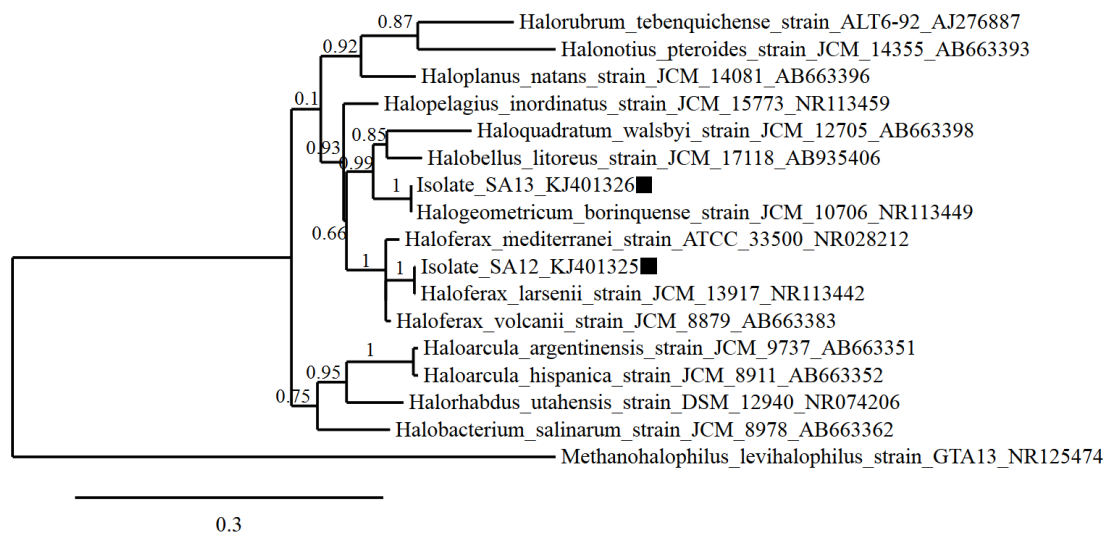 0.87
Halorubrum_tebenquichense_strain_ALT6-92_AJ276887
0.92
Halonotius_pteroides_strain_JCM_14355_AB663393
Haloplanus_natans_strain_JCM_14081_AB663396
0.1
Halopelagius_inordinatus_strain_JCM_15773_NR113459
Haloquadratum_walsbyi_strain_JCM_12705_AB663398
0.85
0.93
Halobellus_litoreus_strain_JCM_17118_AB935406
0.99
1
Isolate_SA13_KJ401326
Halogeometricum_borinquense_strain_JCM_10706_NR113449
0.66
Haloferax_mediterranei_strain_ATCC_33500_NR028212
1
1
Isolate_SA12_KJ401325
Haloferax_larsenii_strain_JCM_13917_NR113442
Haloferax_volcanii_strain_JCM_8879_AB663383
1
Haloarcula_argentinensis_strain_JCM_9737_AB663351
0.95
Haloarcula_hispanica_strain_JCM_8911_AB663352
0.75
Halorhabdus_utahensis_strain_DSM_12940_NR074206
Halobacterium_salinarum_strain_JCM_8978_AB663362
Methanohalophilus_levihalophilus_strain_GTA13_NR125474
0.3